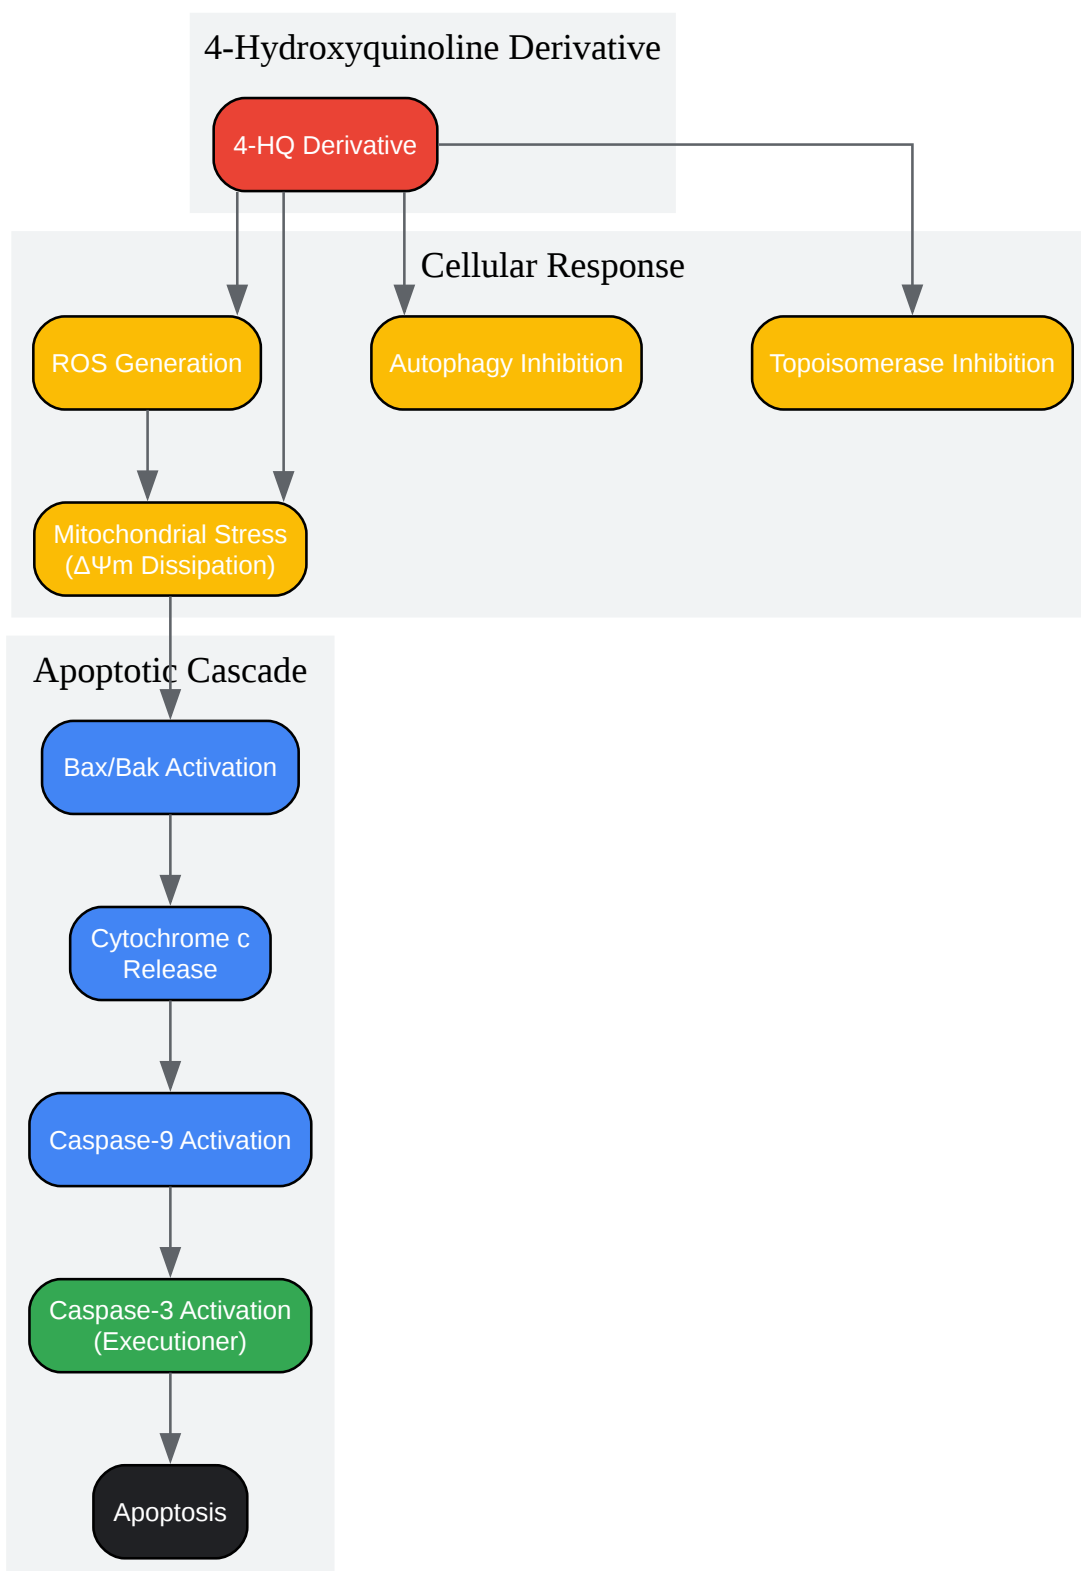 4-Hydroxyquinoline Derivative
4-HQ Derivative
Cellular Response
ROS Generation
Autophagy Inhibition
Topoisomerase Inhibition
Mitochondrial Stress
(ΔΨm Dissipation)
Apoptotic Cascade
Bax/Bak Activation
Cytochrome c
Release
Caspase-9 Activation
Caspase-3 Activation
(Executioner)
Apoptosis